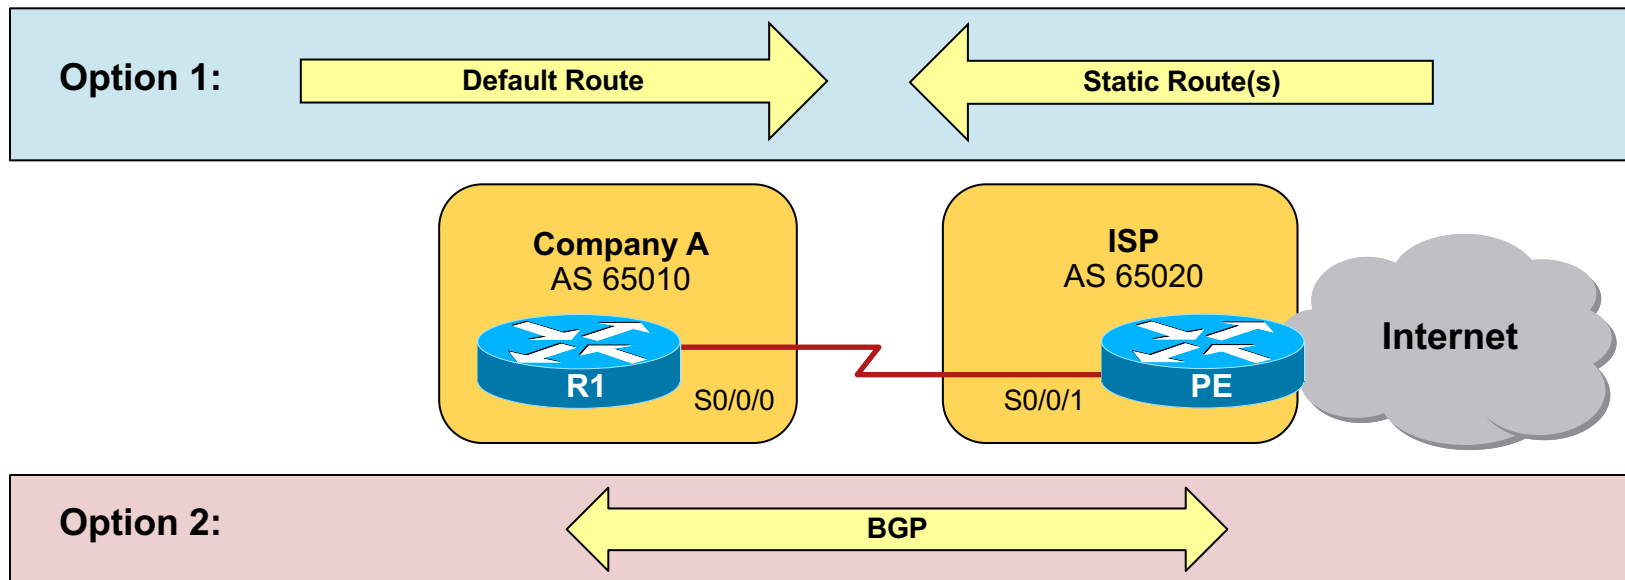 Option 1:
Default Route
Static Route(s)
Company A
AS 65010
ISP
AS 65020
Internet
R1
S0/0/0
S0/0/1
PE
Option 2:
BGP